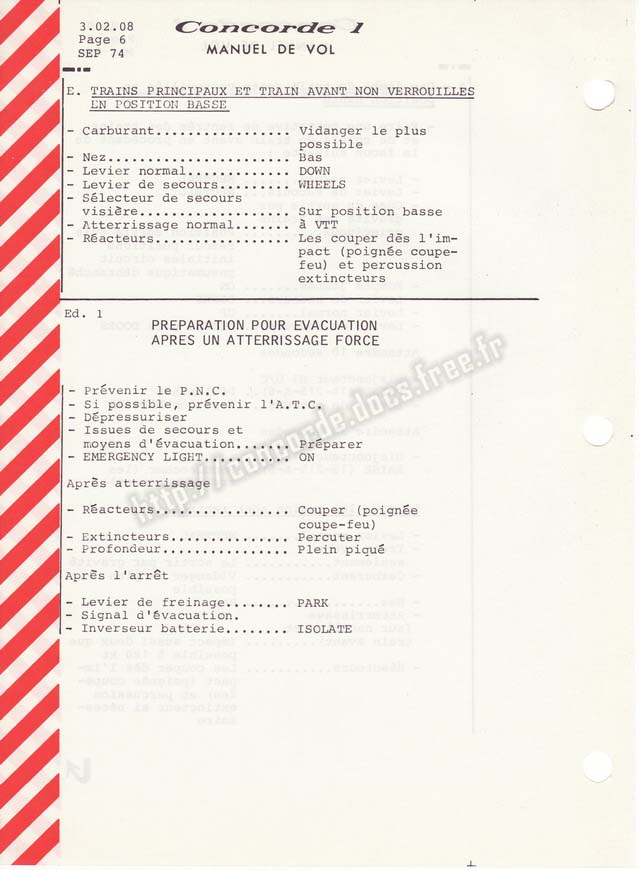 3.02.08
Page 6
SEP 74
Concorde 1
MANUEL DE VOL
E. TRAINS PRINCIPAUX ET TRAIN AVANT NON VERROUILLES
EN POSITION BASSE
- Carburant.................. Vidanger le plus
possible
- Nez........................ Bas
- Levier normal.............. DOWN
- Levier de secours.......... WHEELS
- Sélecteur de secours
visière.................... Sur position basse
- Atterrissage normal........ à VTT
- Réacteurs.................. Les couper dès l'im-
pact (poignée coupe-
feu) et percussion
extincteurs
Ed. 1
PREPARATION POUR EVACUATION
APRES UN ATTERRISSAGE FORCE
- Prévenir le P.N.C.
- Si possible, prévenir l'A.T.C.
- Dépressuriser
- Issues de secours et
moyens d'évacuation........ Préparer
- EMERGENCY LIGHT............ ON
Après atterrissage
- Réacteurs.................. Couper (poignée
coupe-feu)
- Extincteurs................ Percuter
- Profondeur................. Plein piqué
Après l'arrêt
- Levier de freinage......... PARK
- Signal d'évacuation.
- Inverseur batterie......... ISOLATE
http://concorde.docs.free.fr